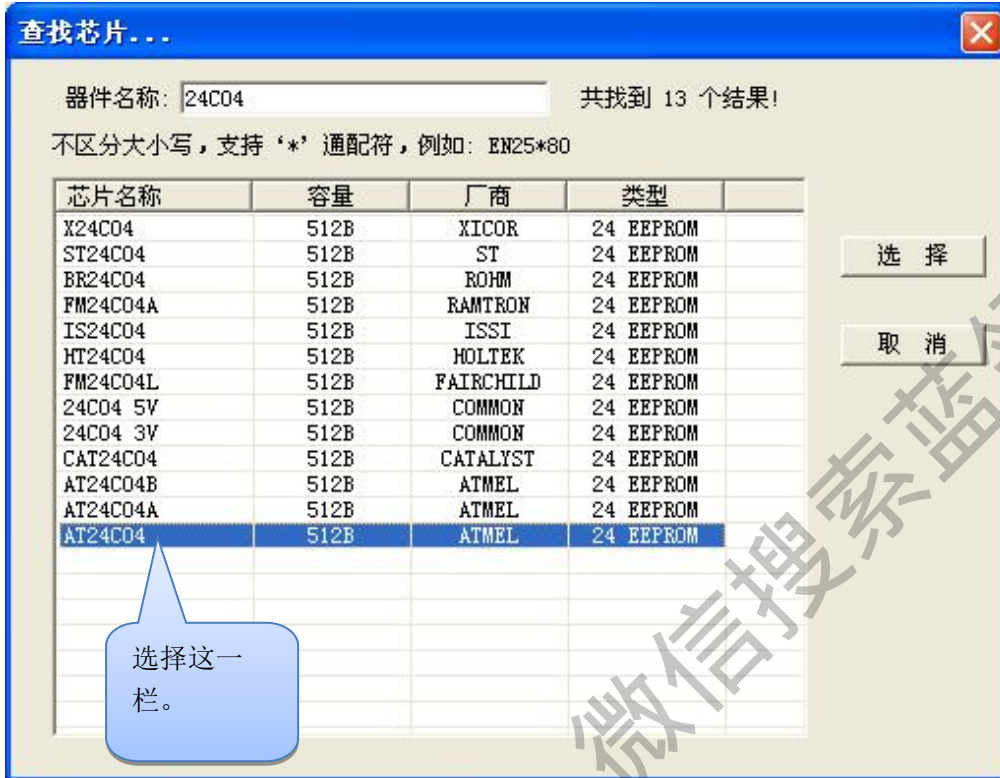 查找芯片...
器件名称: 24C04 共找到 13 个结果!
不区分大小写，支持‘*’通配符，例如: EN25*80
芯片名称 容量 厂商 类型
X24C04 512B XICOR 24 EEPROM
ST24C04 512B ST 24 EEPROM
BR24C04 512B ROHM 24 EEPROM
FM24C04A 512B RAMTRON 24 EEPROM
IS24C04 512B ISSI 24 EEPROM
HT24C04 512B HOLTEK 24 EEPROM
FM24C04L 512B FAIRCHILD 24 EEPROM
24C04 5V 512B COMMON 24 EEPROM
24C04 3V 512B COMMON 24 EEPROM
CAT24C04 512B CATALYST 24 EEPROM
AT24C04B 512B ATMEL 24 EEPROM
AT24C04A 512B ATMEL 24 EEPROM
AT24C04 512B ATMEL 24 EEPROM
选 择
取 消
选择这一
栏。
微信搜索蓝